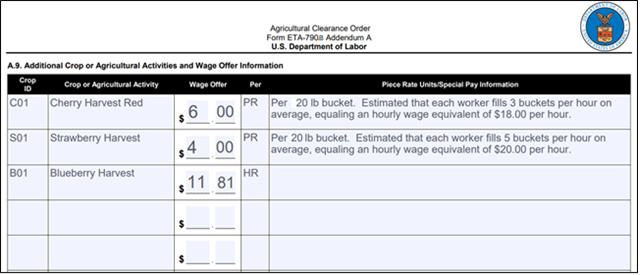 Agricultural Clearance Order
Form ETA-790B Addendum A
U.S. Department of Labor
A.9. Additional Crop or Agricultural Activities and Wage Offer Information
Crop ID Crop or Agricultural Activity Wage Offer Per Piece Rate Units/Special Pay Information
C01 Cherry Harvest Red $ 6 . 00 PR Per 20 lb bucket. Estimated that each worker fills 3 buckets per hour on
average, equaling an hourly wage equivalent of $18.00 per hour.
S01 Strawberry Harvest $ 4 . 00 PR Per 20 lb bucket. Estimated that each worker fills 5 buckets per hour on
average, equaling an hourly wage equivalent of $20.00 per hour.
B01 Blueberry Harvest $ 11 . 81 HR
$ .
$ .